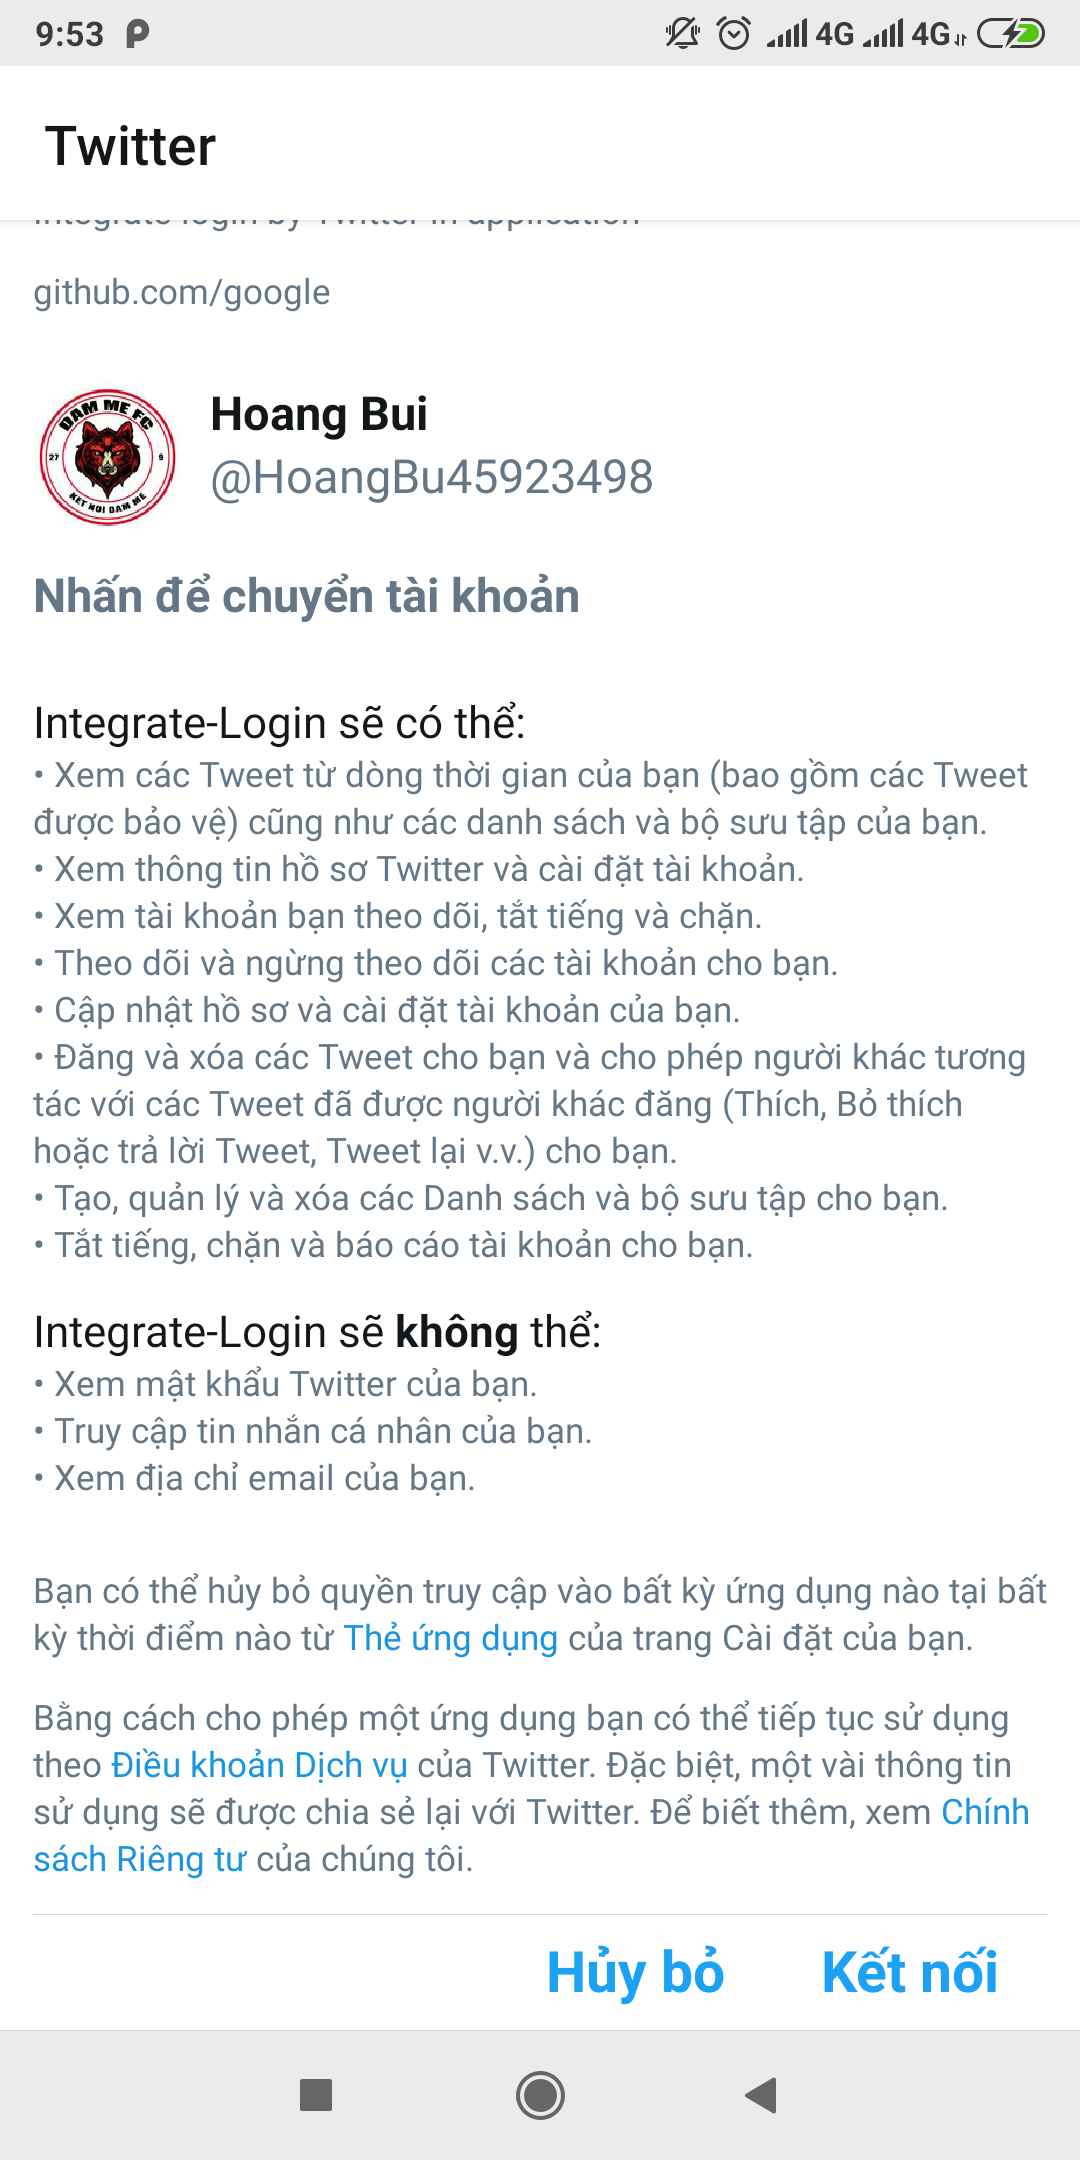 9:53
4G 4G
Twitter
Integrate login by Twitter in application
github.com/google
ĐAM ME FC
27 9
KET NOI DAM ME
Hoang Bui
@HoangBu45923498
Nhấn để chuyển tài khoản
Integrate-Login sẽ có thể:
• Xem các Tweet từ dòng thời gian của bạn (bao gồm các Tweet
được bảo vệ) cũng như các danh sách và bộ sưu tập của bạn.
• Xem thông tin hồ sơ Twitter và cài đặt tài khoản.
• Xem tài khoản bạn theo dõi, tắt tiếng và chặn.
• Theo dõi và ngừng theo dõi các tài khoản cho bạn.
• Cập nhật hồ sơ và cài đặt tài khoản của bạn.
• Đăng và xóa các Tweet cho bạn và cho phép người khác tương
tác với các Tweet đã được người khác đăng (Thích, Bỏ thích
hoặc trả lời Tweet, Tweet lại v.v.) cho bạn.
• Tạo, quản lý và xóa các Danh sách và bộ sưu tập cho bạn.
• Tắt tiếng, chặn và báo cáo tài khoản cho bạn.
Integrate-Login sẽ không thể:
• Xem mật khẩu Twitter của bạn.
• Truy cập tin nhắn cá nhân của bạn.
• Xem địa chỉ email của bạn.
Bạn có thể hủy bỏ quyền truy cập vào bất kỳ ứng dụng nào tại bất
kỳ thời điểm nào từ Thẻ ứng dụng của trang Cài đặt của bạn.
Bằng cách cho phép một ứng dụng bạn có thể tiếp tục sử dụng
theo Điều khoản Dịch vụ của Twitter. Đặc biệt, một vài thông tin
sử dụng sẽ được chia sẻ lại với Twitter. Để biết thêm, xem Chính
sách Riêng tư của chúng tôi.
Hủy bỏ Kết nối